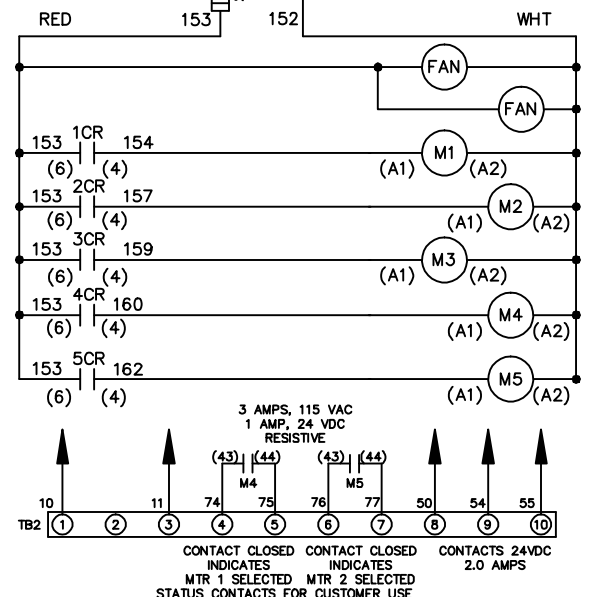 RED 153 152 WHT
FAN
FAN
1CR
153 154 M1
(6) (4) (A1) (A2)
2CR
153 157 M2
(6) (4) (A1) (A2)
3CR
153 159 M3
(6) (4) (A1) (A2)
4CR
153 160 M4
(6) (4) (A1) (A2)
5CR
153 162 M5
(6) (4) (A1) (A2)
3 AMPS, 115 VAC
1 AMP, 24 VDC
RESISTIVE
(43) (44) (43) (44)
M4 M5
10 11 74 75 76 77 50 54 55
TB2 1 2 3 4 5 6 7 8 9 10
CONTACT CLOSED CONTACT CLOSED CONTACTS 24VDC
INDICATES INDICATES 2.0 AMPS
MTR 1 SELECTED MTR 2 SELECTED
STATUS CONTACTS FOR CUSTOMER USE